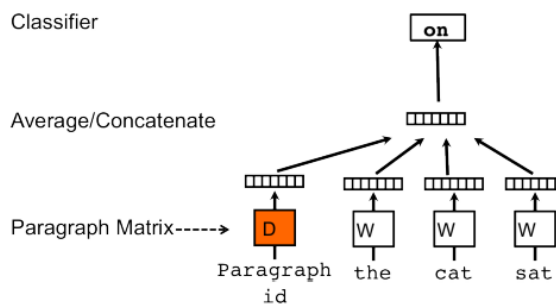 Classifier
on
Average/Concatenate
Paragraph Matrix
D W W W
Paragraph the cat sat
id